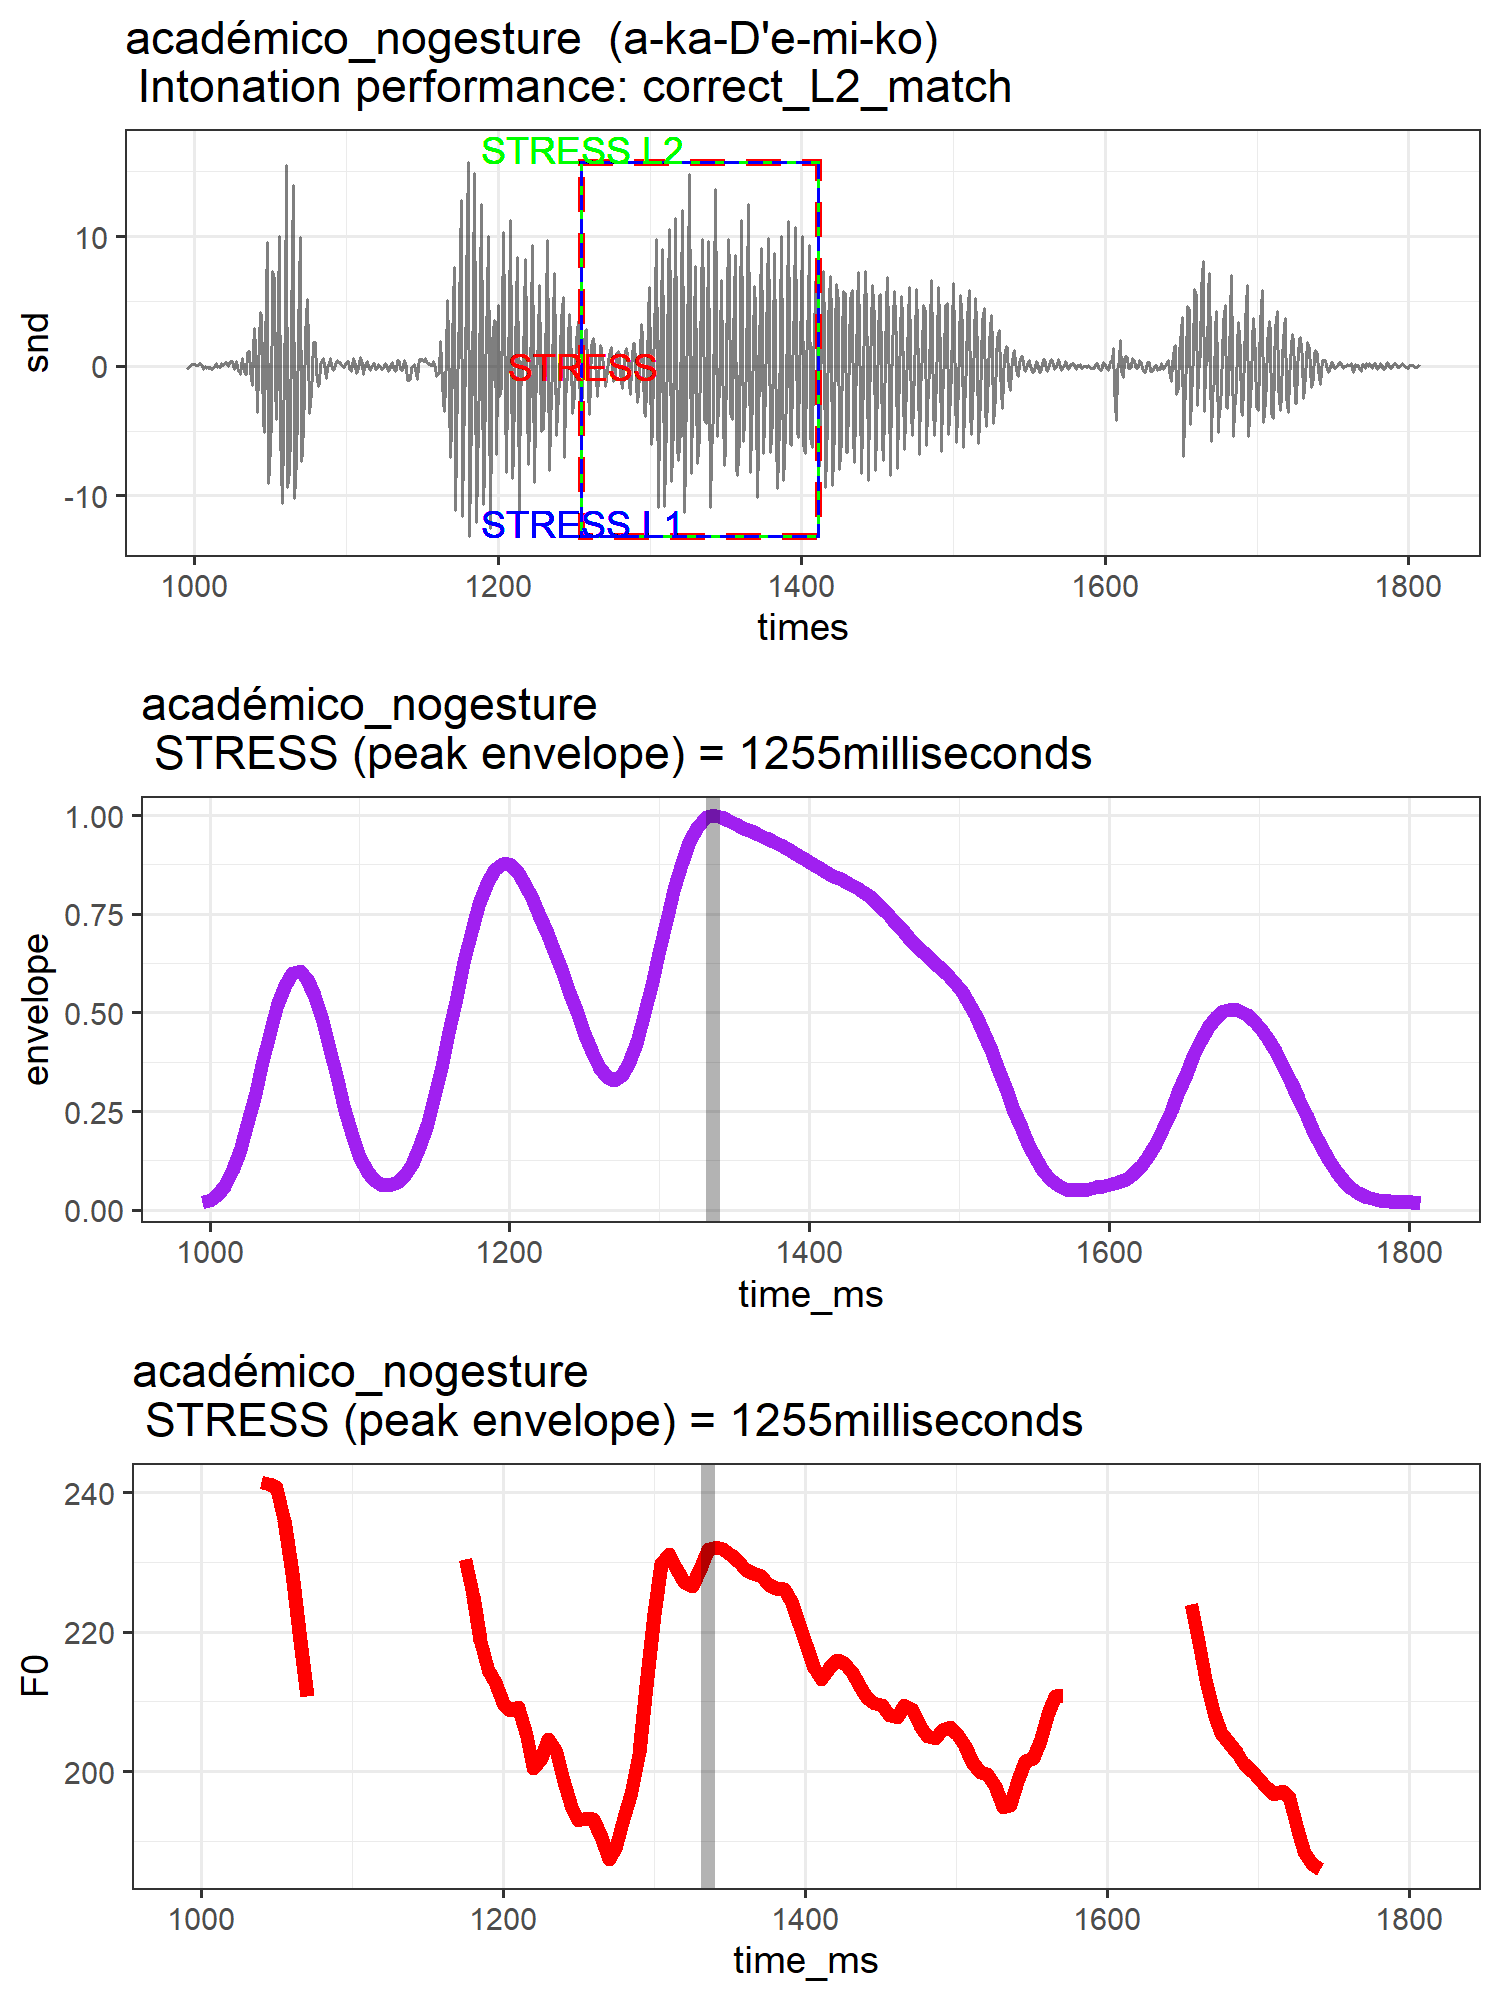 académico_nogesture  (a-ka-D'e-mi-ko)
Intonation performance: correct_L2_match
STRESS L2
10
STRESS
0
snd
-10
STRESS L1
1000 1200 1400 1600 1800
times
académico_nogesture
STRESS (peak envelope) = 1255milliseconds
1.00
0.75
envelope
0.50
0.25
0.00
1000 1200 1400 1600 1800
time_ms
académico_nogesture
STRESS (peak envelope) = 1255milliseconds
240
220
F0
200
1000 1200 1400 1600 1800
time_ms